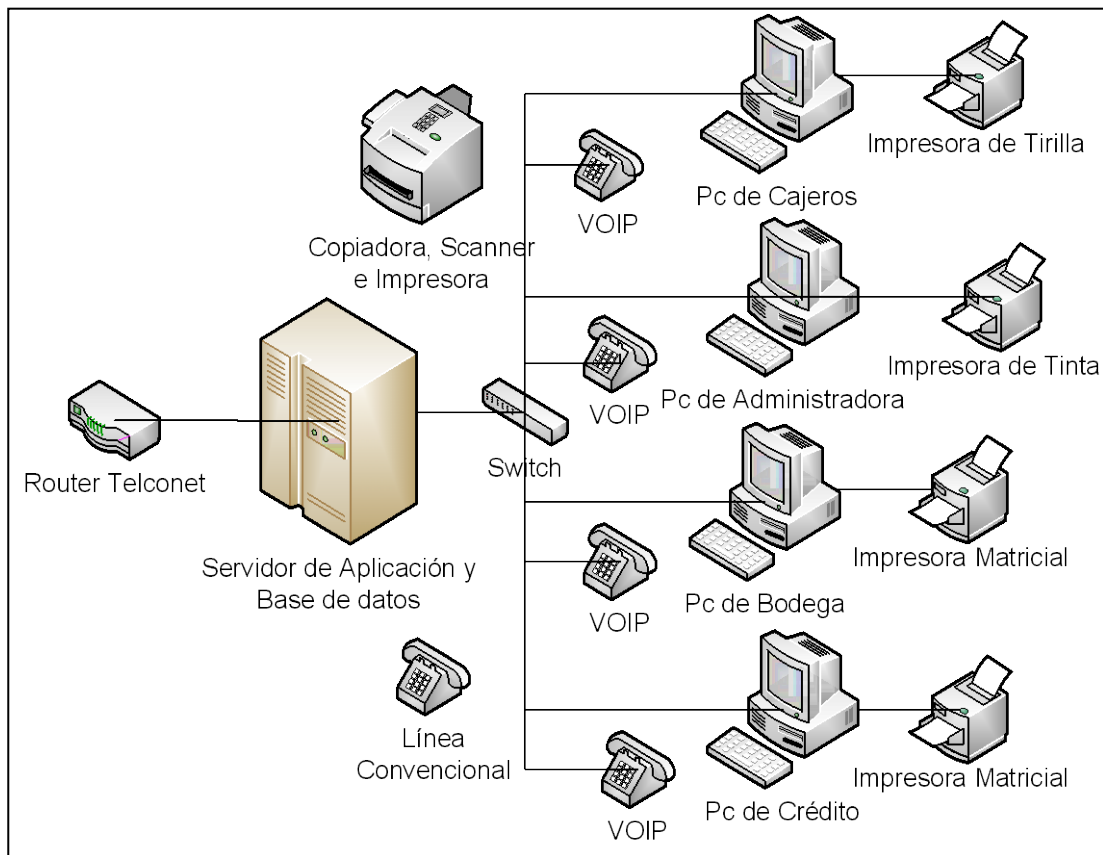 Impresora de Tirilla
Pc de Cajeros
VOIP
Copiadora, Scanner
e Impresora
Impresora de Tinta
Pc de Administradora
VOIP
Switch
Router Telconet
Servidor de Aplicación y
Base de datos
Impresora Matricial
Pc de Bodega
VOIP
Línea
Convencional
Impresora Matricial
Pc de Crédito
VOIP